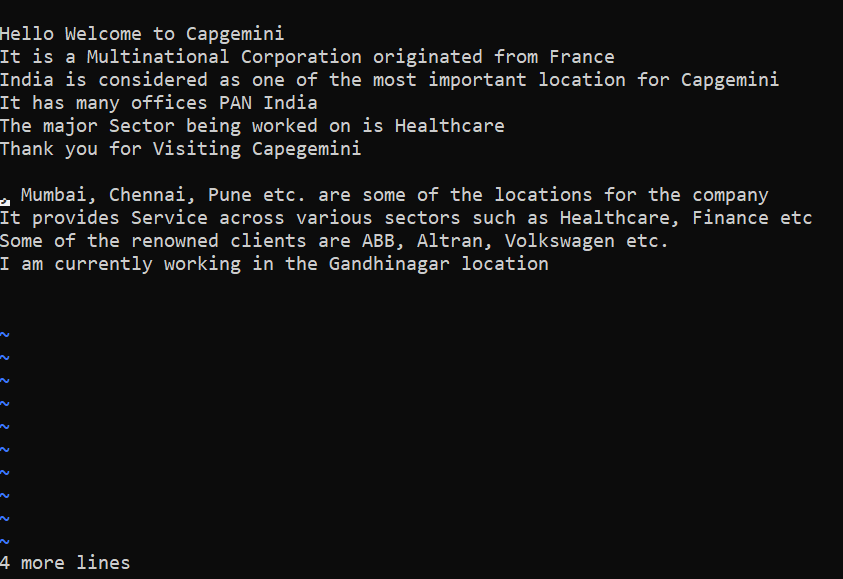 Hello Welcome to Capgemini
It is a Multinational Corporation originated from France
India is considered as one of the most important location for Capgemini
It has many offices PAN India
The major Sector being worked on is Healthcare
Thank you for Visiting Capegemini
Mumbai, Chennai, Pune etc. are some of the locations for the company
It provides Service across various sectors such as Healthcare, Finance etc
Some of the renowned clients are ABB, Altran, Volkswagen etc.
I am currently working in the Gandhinagar location
~
~
~
~
~
~
~
~
~
~
4 more lines